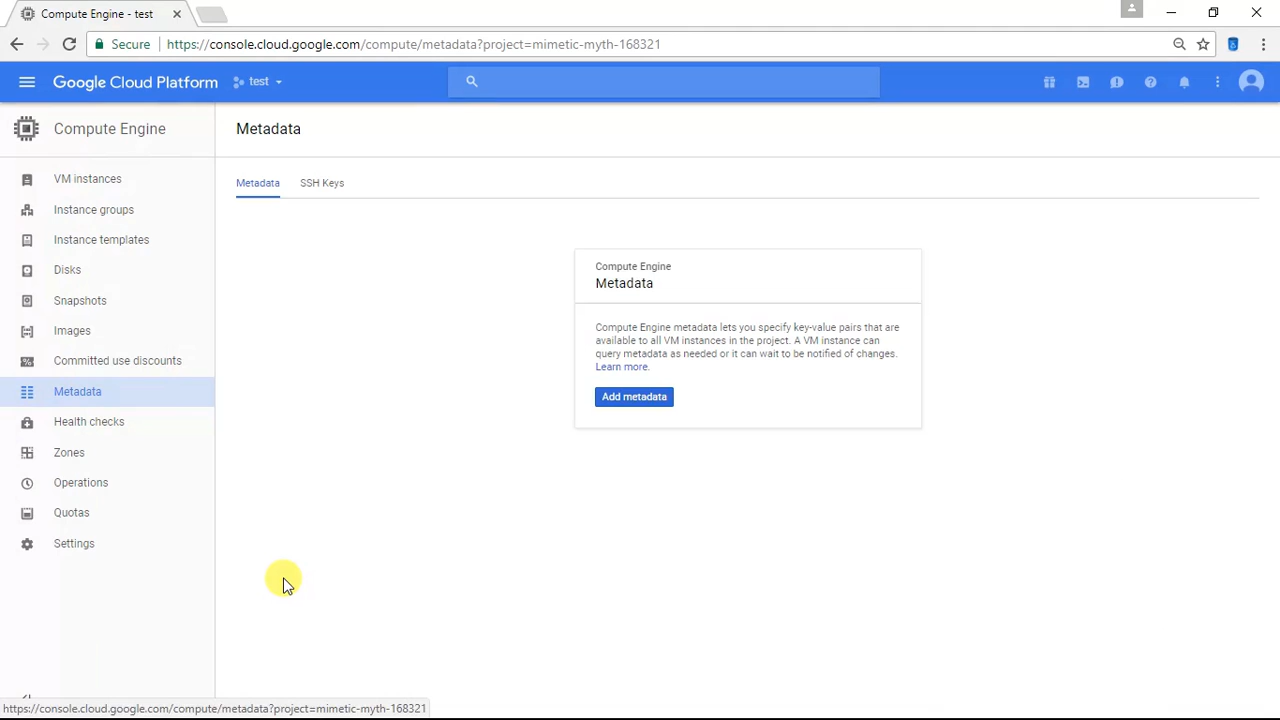 Compute Engine - test
Secure https://console.cloud.google.com/compute/metadata?project=mimetic-myth-168321
Google Cloud Platform test
Compute Engine
VM instances
Instance groups
Instance templates
Disks
Snapshots
Images
Committed use discounts
Metadata
Health checks
Zones
Operations
Quotas
Settings
Metadata
Metadata SSH Keys
Compute Engine
Metadata
Compute Engine metadata lets you specify key-value pairs that are
available to all VM instances in the project. A VM instance can
query metadata as needed or it can wait to be notified of changes.
Learn more.
Add metadata
https://console.cloud.google.com/compute/metadata?project=mimetic-myth-168321